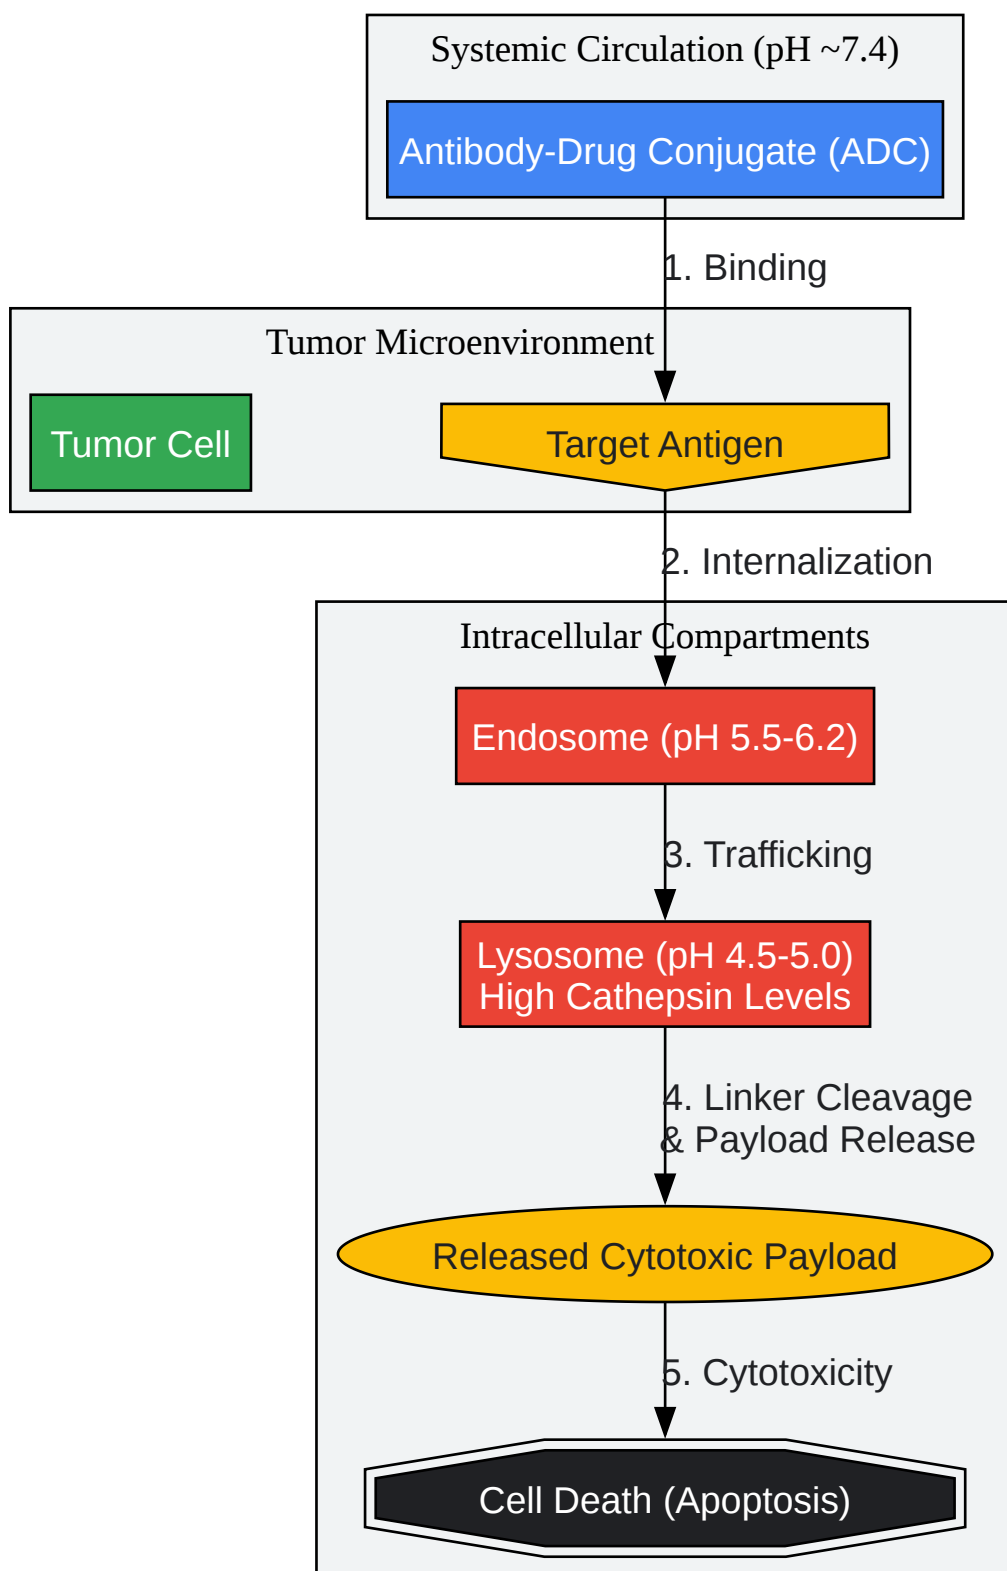 Systemic Circulation (pH ~7.4)
Antibody-Drug Conjugate (ADC)
1. Binding
Tumor Microenvironment
Tumor Cell
Target Antigen
2. Internalization
Intracellular Compartments
Endosome (pH 5.5-6.2)
3. Trafficking
Lysosome (pH 4.5-5.0)
High Cathepsin Levels
4. Linker Cleavage
& Payload Release
Released Cytotoxic Payload
5. Cytotoxicity
Cell Death (Apoptosis)